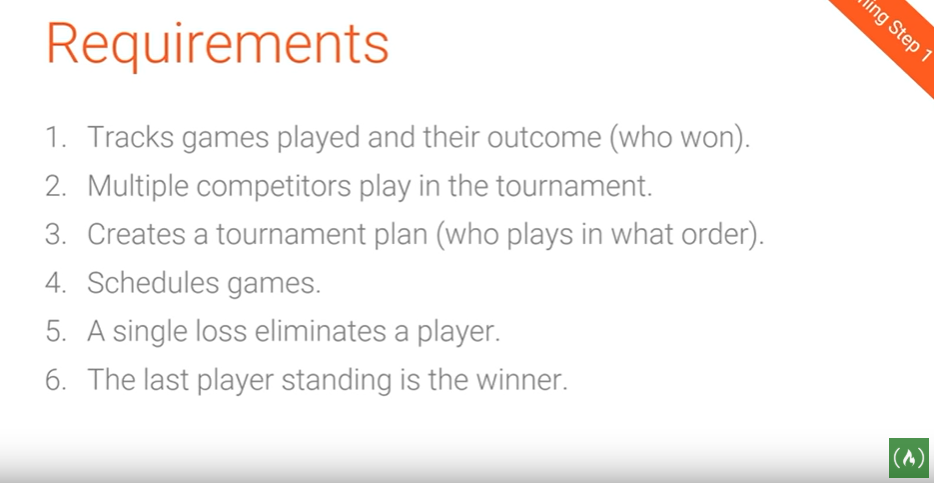 Requirements
ning Step 1
1. Tracks games played and their outcome (who won).
2. Multiple competitors play in the tournament.
3. Creates a tournament plan (who plays in what order).
4. Schedules games.
5. A single loss eliminates a player.
6. The last player standing is the winner.